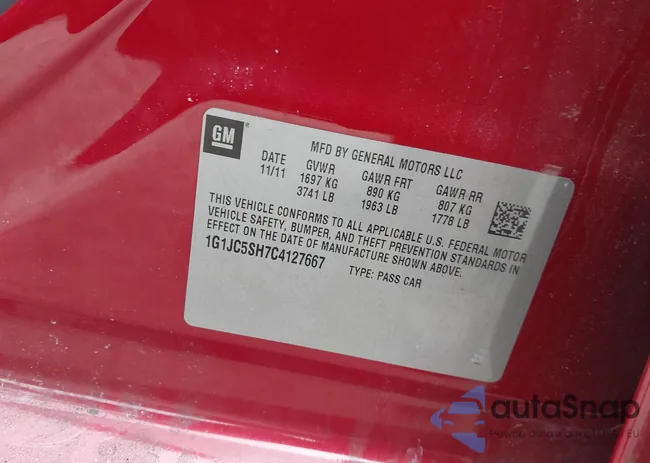 GM
MFD BY GENERAL MOTORS LLC
DATE GVWR GAWR FRT GAWR RR
11/11 1697 KG 890 KG 807 KG
3741 LB 1963 LB 1778 LB
THIS VEHICLE CONFORMS TO ALL APPLICABLE U.S. FEDERAL MOTOR
VEHICLE SAFETY, BUMPER, AND THEFT PREVENTION STANDARDS IN
EFFECT ON THE DATE OF MANUFACTURE SHOWN ABOVE.
1G1JC5SH7C4127667 TYPE: PASS CAR
autaSnap